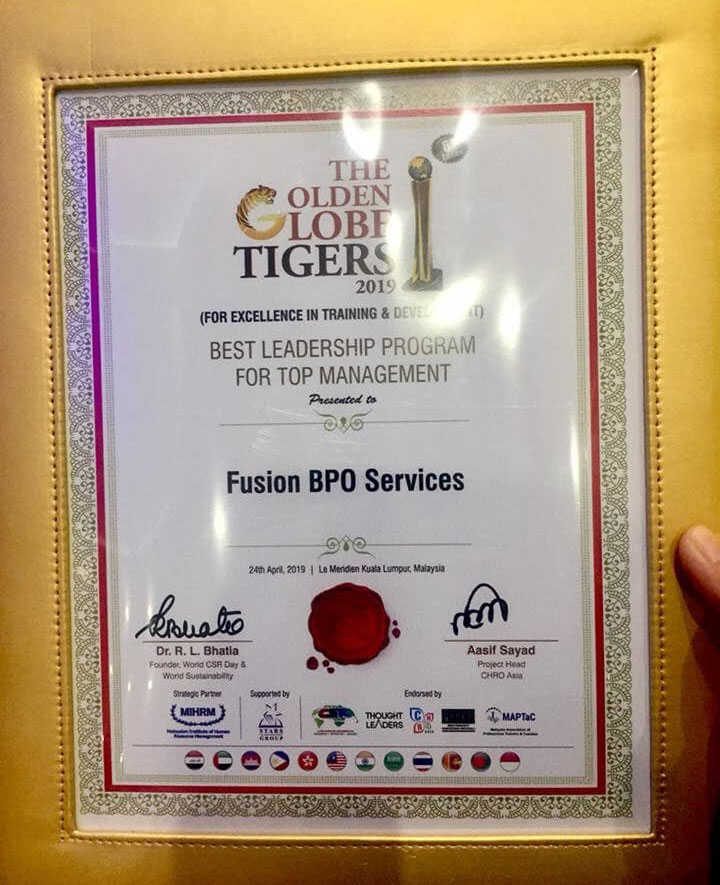 THE
GOLDEN
GLOBE
TIGERS
2019
(FOR EXCELLENCE IN TRAINING & DEVELOPMENT)
BEST LEADERSHIP PROGRAM
FOR TOP MANAGEMENT
Presented to
Fusion BPO Services
24th April, 2019 | Le Meridien Kuala Lumpur, Malaysia
Dr. R. L. Bhatia
Founder, World CSR Day &
World Sustainability
Aasif Sayad
Project Head
CHRO Asia
Strategic Partner
Supported by
Endorsed by
MIHRM
Malaysian Institute of Human
Resource Management
STARS
GROUP
THOUGHT
LEADERS
MAPTaC
Malaysia Association of
Professional Trainers & Coaches